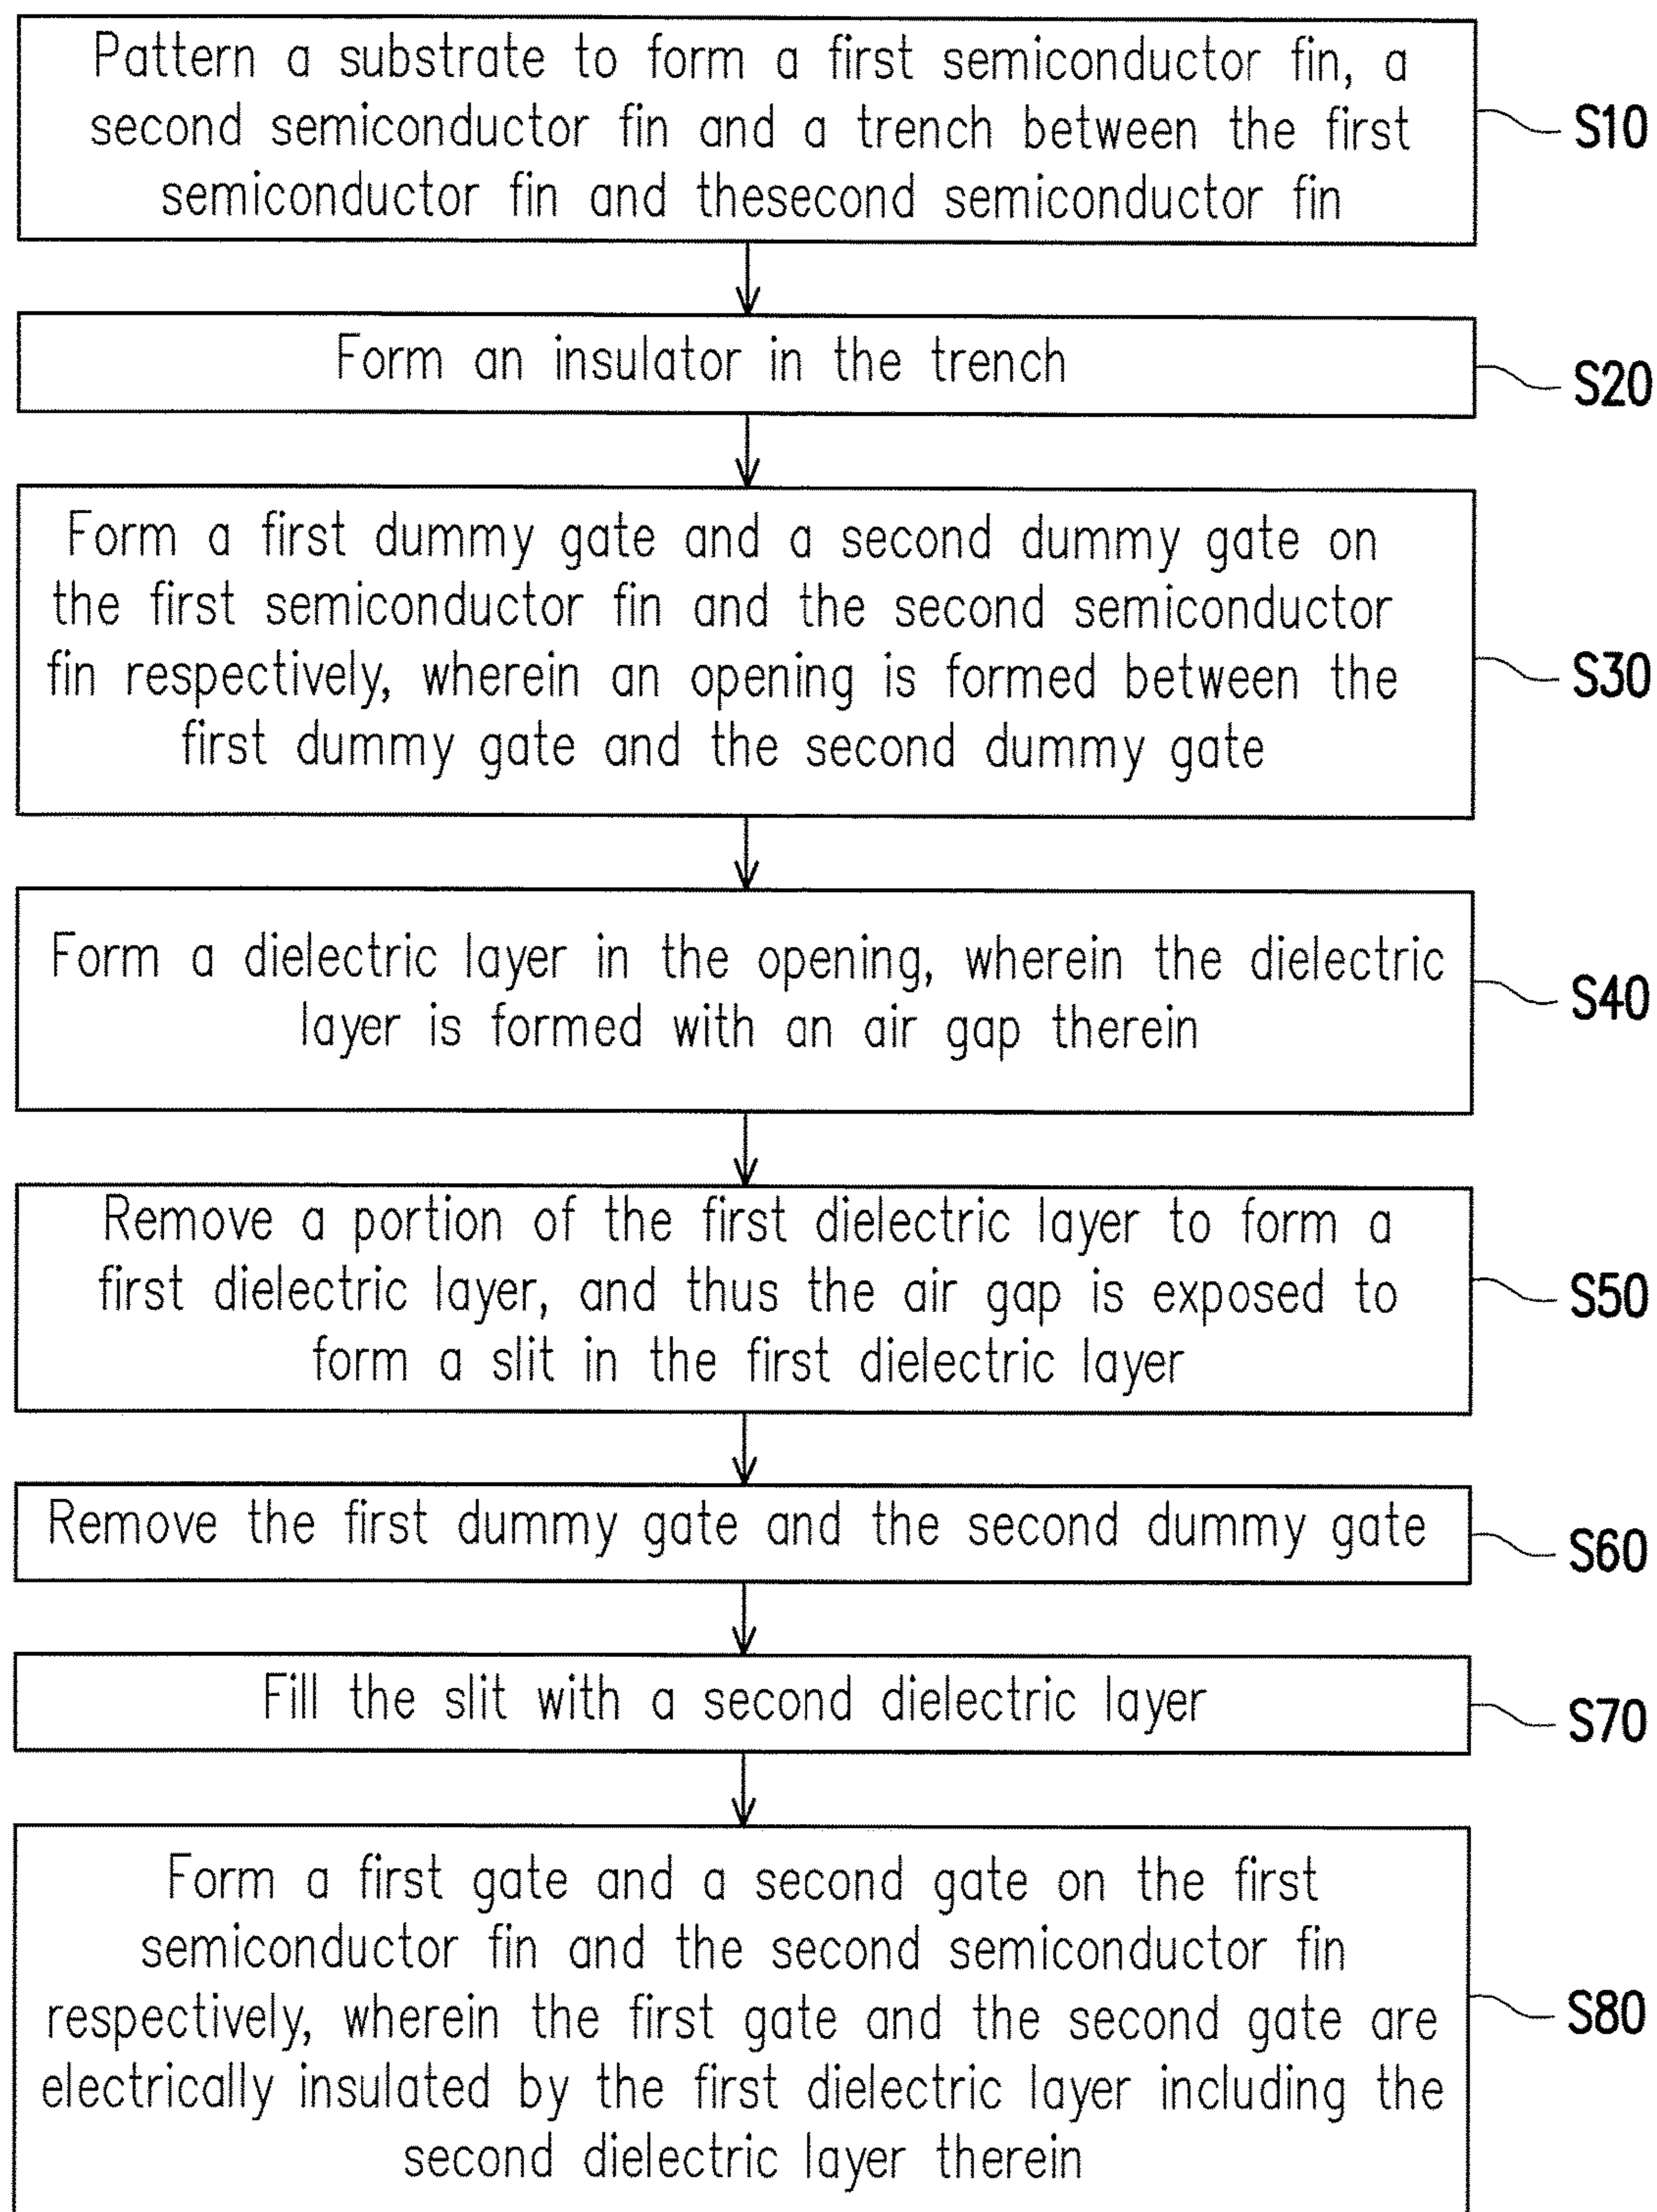 Pattern a substrate to form a first semiconductor fin, a
second semiconductor fin and a trench between the first
semiconductor fin and thesecond semiconductor fin
S10
Form an insulator in the trench
S20
Form a first dummy gate and a second dummy gate on
the first semiconductor fin and the second semiconductor
fin respectively, wherein an opening is formed between the
first dummy gate and the second dummy gate
S30
Form a dielectric layer in the opening, wherein the dielectric
layer is formed with an air gap therein
S40
Remove a portion of the first dielectric layer to form a
first dielectric layer, and thus the air gap is exposed to
form a slit in the first dielectric layer
S50
Remove the first dummy gate and the second dummy gate
S60
Fill the slit with a second dielectric layer
S70
Form a first gate and a second gate on the first
semiconductor fin and the second semiconductor fin
respectively, wherein the first gate and the second gate are
electrically insulated by the first dielectric layer including the
second dielectric layer therein
S80